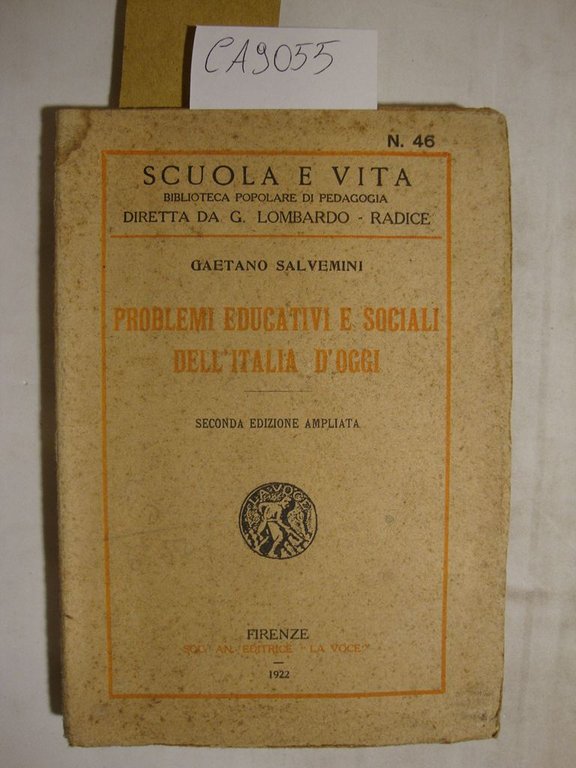 CA9055
N. 46
SCUOLA E VITA
BIBLIOTECA POPOLARE DI PEDAGOGIA
DIRETTA DA G. LOMBARDO - RADICE
GAETANO SALVEMINI
PROBLEMI EDUCATIVI E SOCIALI
DELL'ITALIA D'OGGI
SECONDA EDIZIONE AMPLIATA
LA VOCE
FIRENZE
SOC. AN. EDITRICE "LA VOCE"
1922